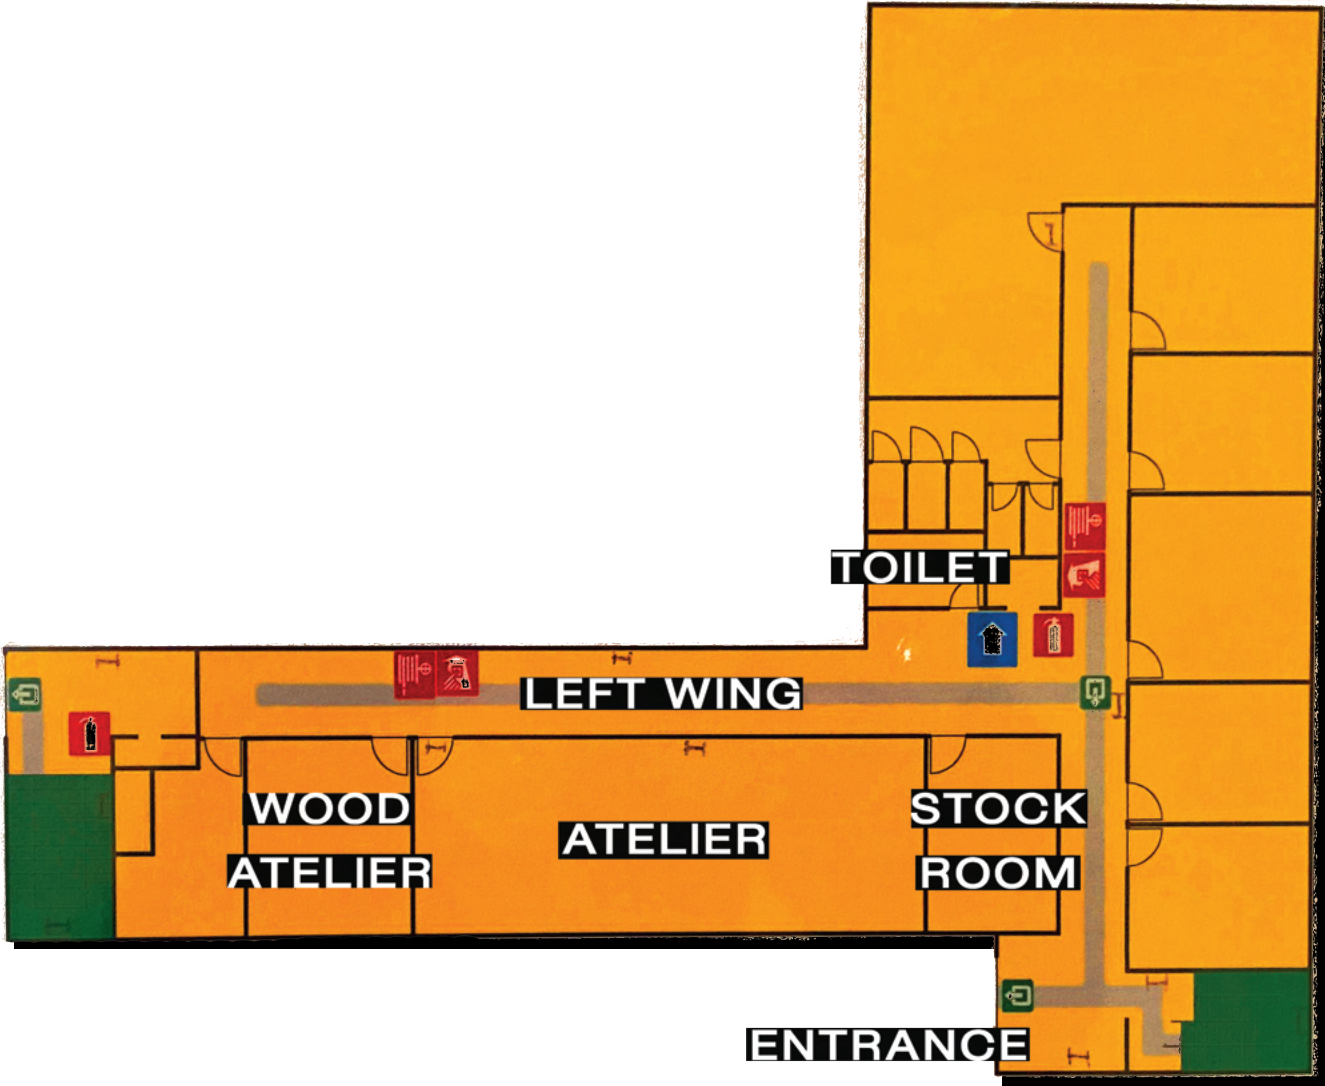 TOILET
LEFT WING
WOOD
ATELIER
ATELIER
STOCK
ROOM
ENTRANCE